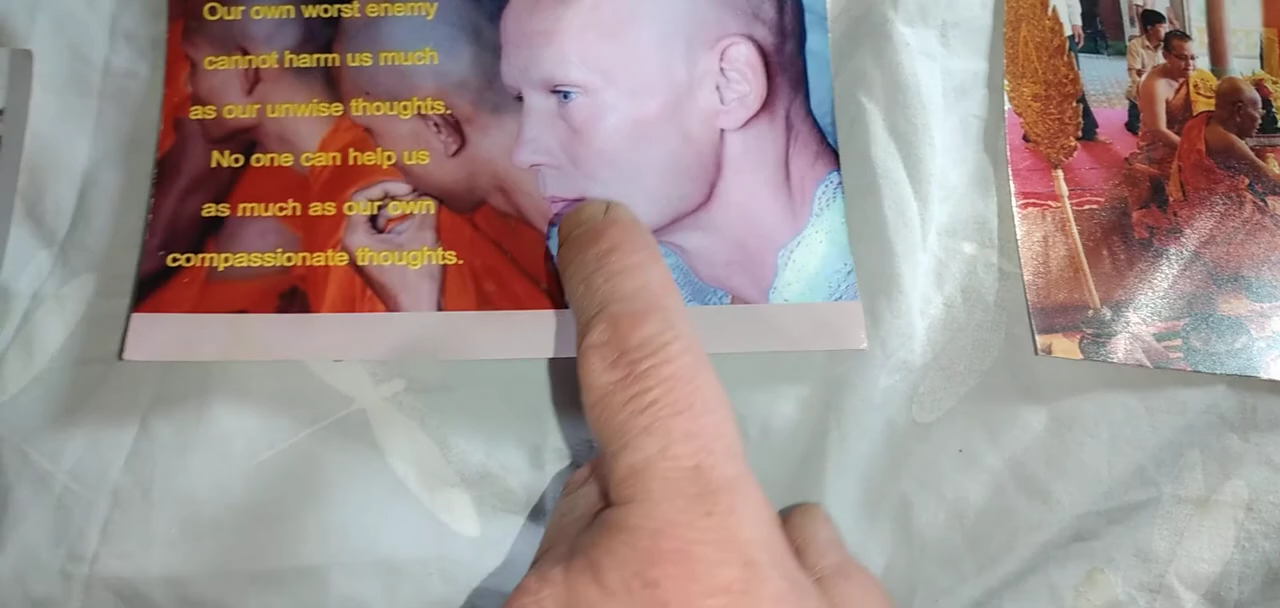 Our own worst enemy
cannot harm us much
as our unwise thoughts.
No one can help us
as much as our own
compassionate thoughts.